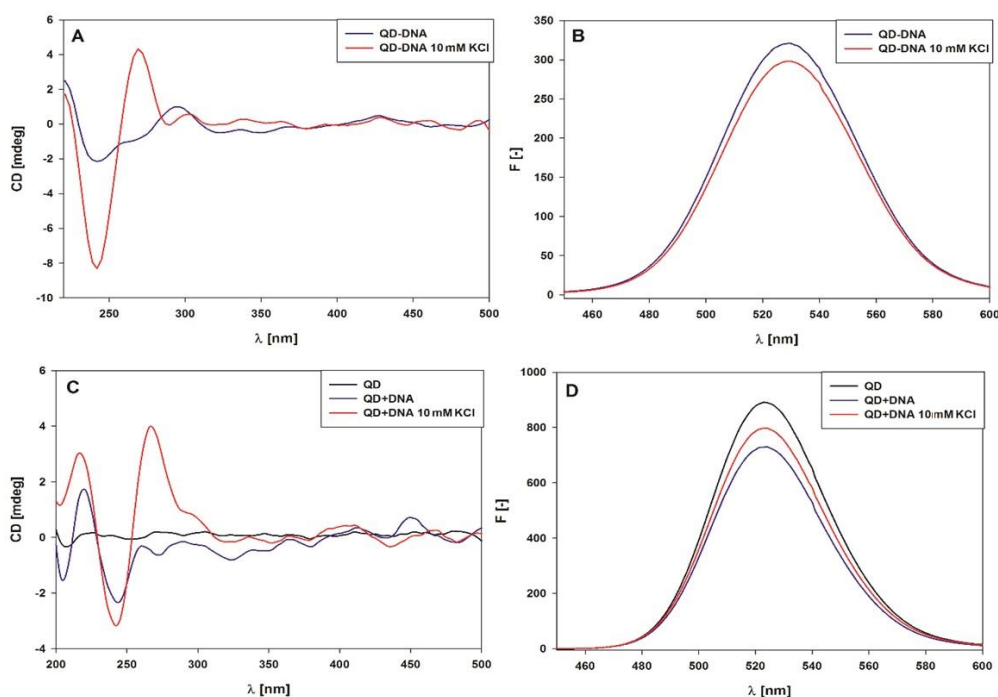 A
QD-DNA
QD-DNA 10 mM KCl
CD [mdeg]
6
4
2
0
-2
-4
-6
-8
-10
250
300
350
400
450
500
λ [nm]
B
QD-DNA
QD-DNA 10 mM KCl
F [-]
350
300
250
200
150
100
50
0
460
480
500
520
540
560
580
600
λ [nm]
C
QD
QD+DNA
QD+DNA 10 mM KCl
CD [mdeg]
6
4
2
0
-2
-4
200
250
300
350
400
450
500
λ [nm]
D
QD
QD+DNA
QD+DNA 10 mM KCl
F [-]
1000
800
600
400
200
0
460
480
500
520
540
560
580
600
λ [nm]